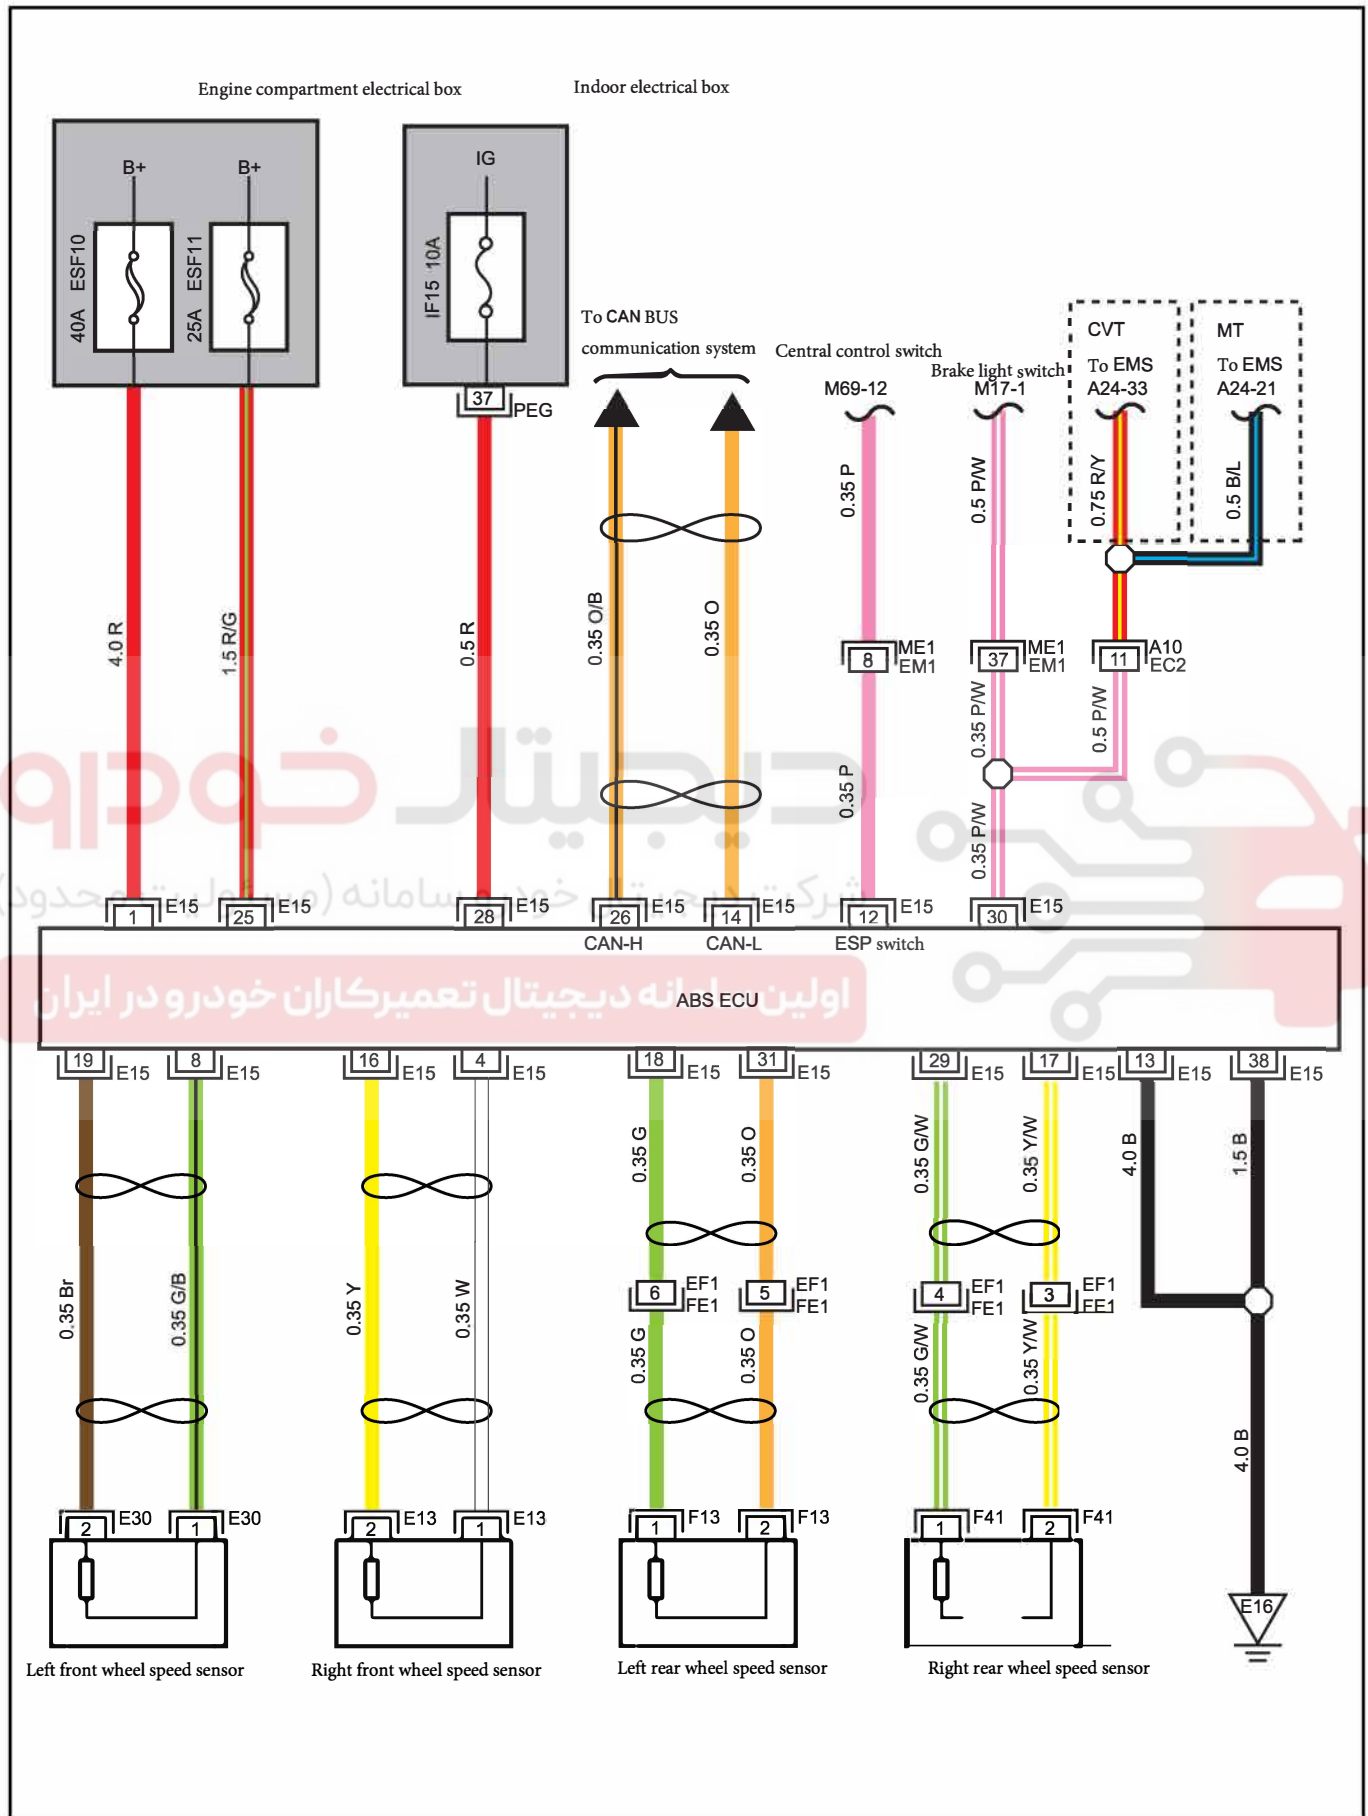 Engine compartment electrical box
Indoor electrical box
B+
B+
IG
40A ESF10
25A ESF11
IF15 10A
37
PEG
To CAN BUS
communication system
Central control switch
M69-12
Brake light switch
M17-1
CVT
To EMS
A24-33
MT
To EMS
A24-21
4.0 R
1.5 R/G
0.5 R
0.35 O/B
0.35 O
0.35 P
0.5 P/W
0.75 R/Y
0.5 B/L
8
ME1
EM1
37
ME1
EM1
11
A10
EC2
0.35 P
0.35 P/W
0.5 P/W
0.35 P/W
دیجیتال خودرو
شرکت دیجیتال خودرو سامانه (مسئولیت محدود)
1
E15
25
E15
28
E15
26
E15
14
E15
12
E15
30
E15
CAN-H
CAN-L
ESP switch
ABS ECU
اولین سامانه دیجیتال تعمیرکاران خودرو در ایران
19
E15
8
E15
16
E15
4
E15
18
E15
31
E15
29
E15
17
E15
13
E15
38
E15
0.35 Br
0.35 G/B
0.35 Y
0.35 W
0.35 G
0.35 O
0.35 G/W
0.35 Y/W
4.0 B
1.5 B
6
EF1
FE1
5
EF1
FE1
4
EF1
FE1
3
EF1
FE1
0.35 G
0.35 O
0.35 G/W
0.35 Y/W
4.0 B
2
E30
1
E30
2
E13
1
E13
1
F13
2
F13
1
F41
2
F41
E16
Left front wheel speed sensor
Right front wheel speed sensor
Left rear wheel speed sensor
Right rear wheel speed sensor